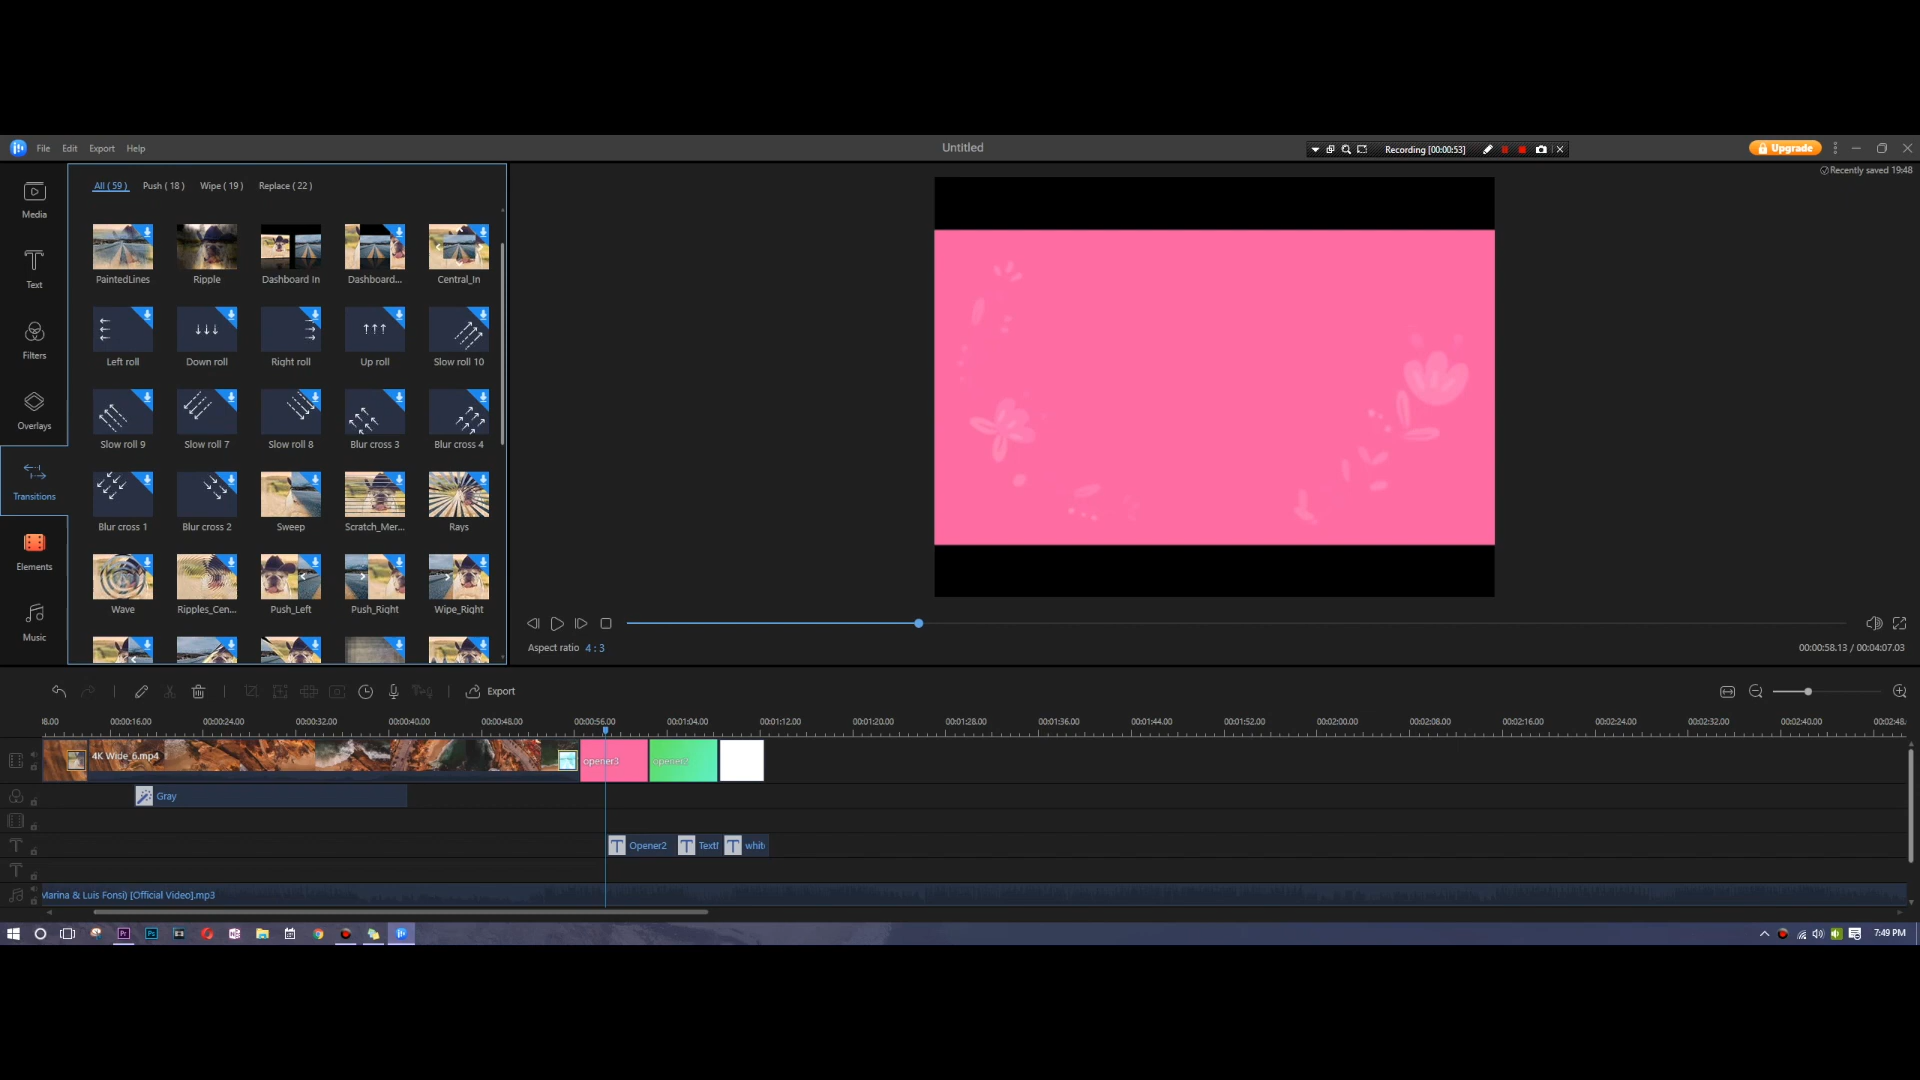 File Edit Export Help
Untitled
Recording [00:00:53]
Upgrade
Recently saved 19:48
Media
Text
Filters
Overlays
Transitions
Elements
Music
All ( 59 ) Push ( 18 ) Wipe ( 19 ) Replace ( 22 )
PaintedLines Ripple Dashboard In Dashboard... Central_In
Left roll Down roll Right roll Up roll Slow roll 10
Slow roll 9 Slow roll 7 Slow roll 8 Blur cross 3 Blur cross 4
Blur cross 1 Blur cross 2 Sweep Scratch_Mer... Rays
Wave Ripples_Cen... Push_Left Push_Right Wipe_Right
Aspect ratio 4 : 3
00:00:58.13 / 00:04:07.03
Export
00:00:16.00 00:00:24.00 00:00:32.00 00:00:40.00 00:00:48.00 00:00:56.00 00:01:04.00 00:01:12.00 00:01:20.00 00:01:28.00 00:01:36.00 00:01:44.00 00:01:52.00 00:02:00.00 00:02:08.00 00:02:16.00 00:02:24.00 00:02:32.00 00:02:40.00 00:02:48.
4K Wide_6.mp4
opener3
opener2
Gray
Opener2
whit
Marina & Luis Fonsi) [Official Video].mp3
Pr Ps
7:49 PM